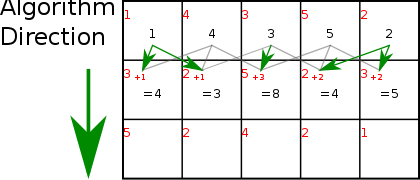 Algorithm
Direction
1 4 3 5 2
1 4 3 5 2
3 +1 2 +1 5 +3 2 +2 3 +2
=4 =3 =8 =4 =5
5 2 4 2 1